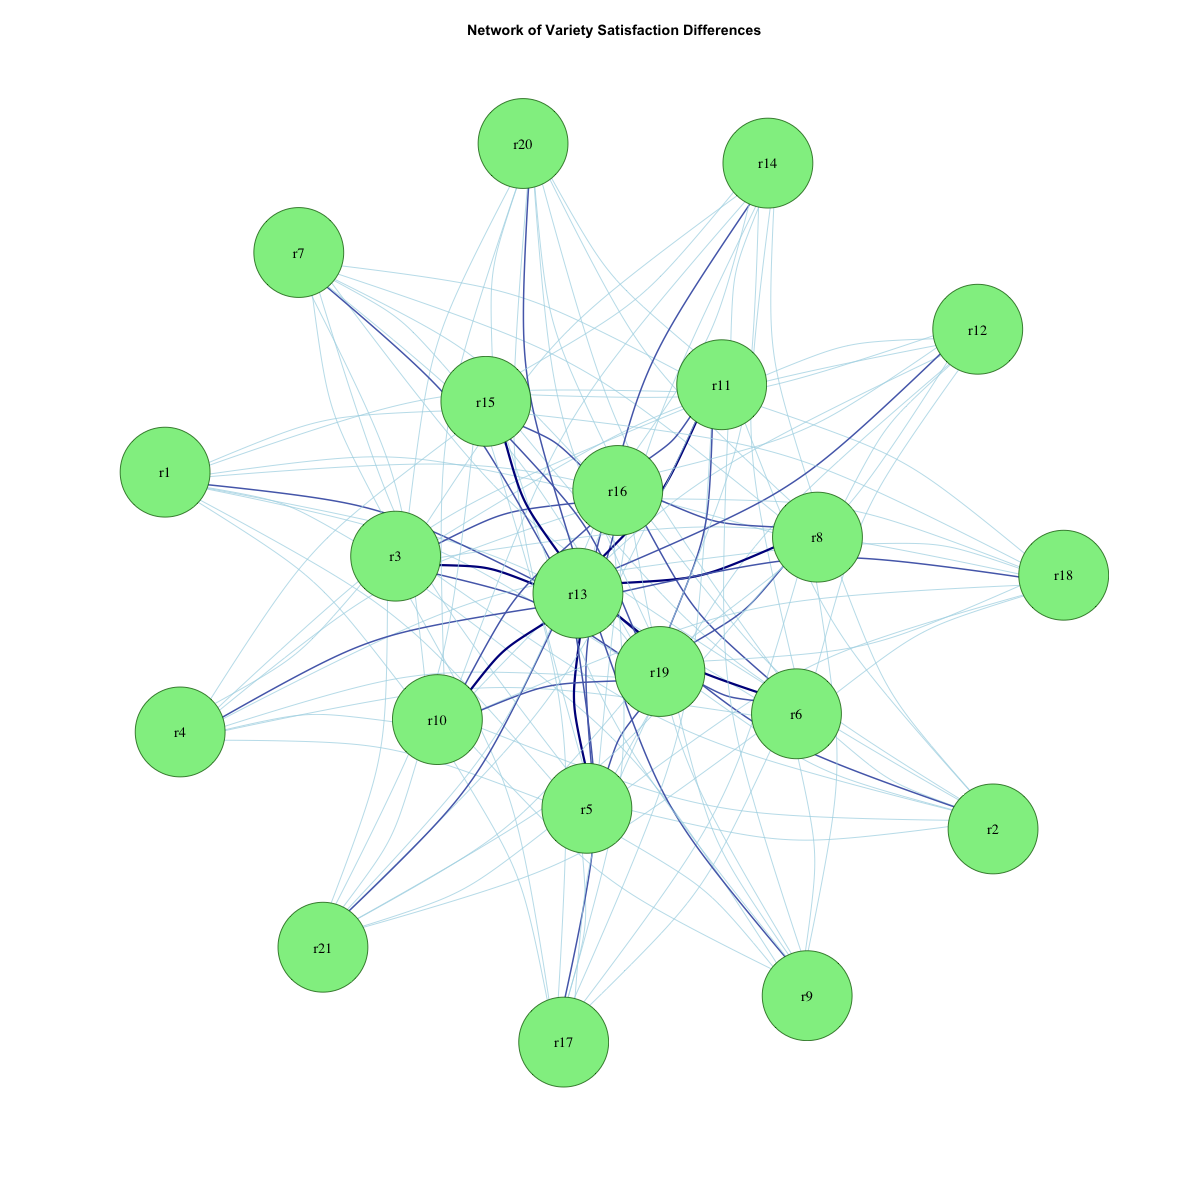 Network of Variety Satisfaction Differences
r20
r14
r7
r12
r11
r15
r1
r16
r8
r3
r18
r13
r19
r6
r10
r4
r5
r2
r21
r9
r17